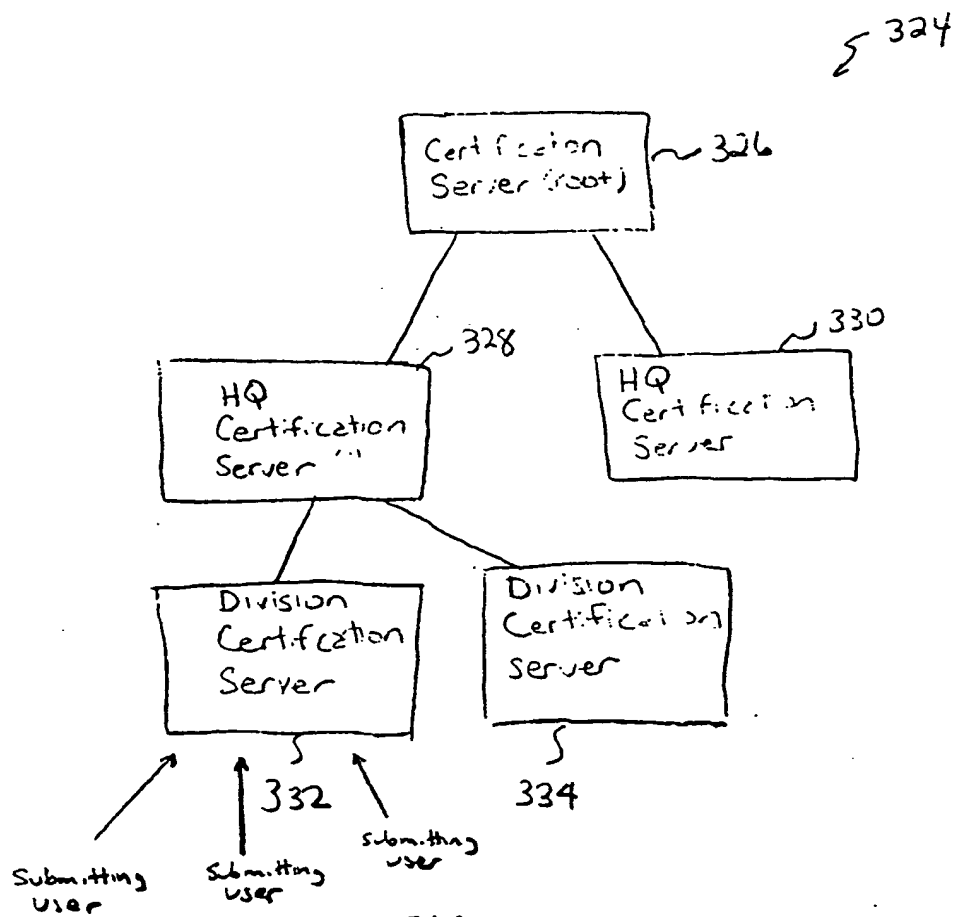 324
Certification
Server (root)
326
328
HQ
Certification
Server
330
HQ
Certification
Server
Division
Certification
Server
332
Division
Certification
Server
334
Submitting
User
Submitting
User
Submitting
User